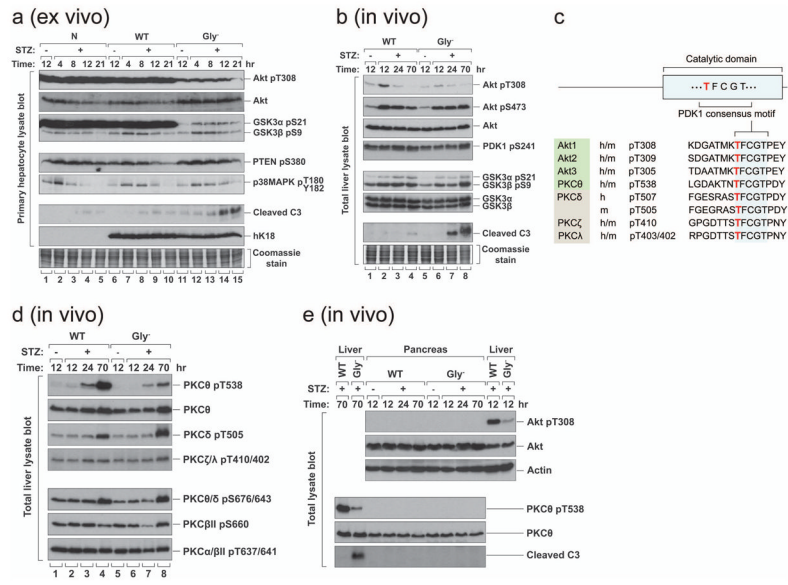 a (ex vivo)
N WT Gly-
STZ: - + - + - +
Time: 12 4 8 12 21 12 4 8 12 21 12 4 8 12 21 hr
Primary hepatocyte lysate blot
Akt pT308
Akt
GSK3α pS21
GSK3β pS9
PTEN pS380
p38MAPK pT180
Y182
Cleaved C3
hK18
Coomassie
stain
1 2 3 4 5 6 7 8 9 10 11 12 13 14 15
b (in vivo)
WT Gly-
STZ: - + - +
Time: 12 12 24 70 12 12 24 70 hr
Total liver lysate blot
Akt pT308
Akt pS473
Akt
PDK1 pS241
GSK3α pS21
GSK3β pS9
GSK3α
GSK3β
Cleaved C3
Coomassie
stain
1 2 3 4 5 6 7 8
c
Catalytic domain
...TFCGT...
PDK1 consensus motif
Akt1 h/m pT308 KDGATMKTFCGTPEY
Akt2 h/m pT309 SDGATMKTFCGTPEY
Akt3 h/m pT305 TDAATMKTFCGTPEY
PKCθ h/m pT538 LGDAKTNTFCGTPDY
PKCδ h pT507 FGESRASTFCGTPDY
m pT505 FGEGRASTFCGTPDY
PKCζ h/m pT410 GPGDTTSTFCGTPNY
PKCλ h/m pT403/402 RPGDTTSTFCGTPNY
d (in vivo)
WT Gly-
STZ: - + - +
Time: 12 12 24 70 12 12 24 70 hr
Total liver lysate blot
PKCθ pT538
PKCθ
PKCδ pT505
PKCζ/λ pT410/402
PKCθ/δ pS676/643
PKCβII pS660
PKCα/βII pT637/641
1 2 3 4 5 6 7 8
e (in vivo)
Liver Pancreas Liver
WT Gly- WT Gly- WT Gly-
STZ: + + - + - + + +
Time: 70 70 12 12 24 70 12 12 24 70 12 12 hr
Total lysate blot
Akt pT308
Akt
Actin
PKCθ pT538
PKCθ
Cleaved C3